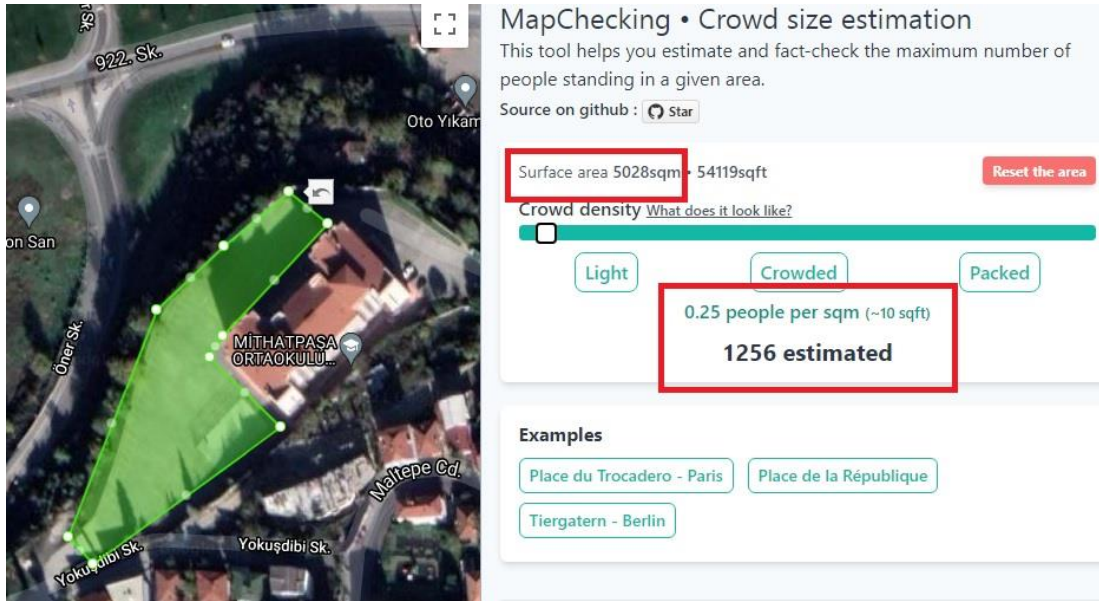 Sk.
922. Sk.
Oto Yıkam
on San
Öner Sk.
MİTHATPAŞA
ORTAOKULU...
Maltepe Cd.
Yokuşdibi Sk.
Yokuşdibi Sk.
MapChecking • Crowd size estimation
This tool helps you estimate and fact-check the maximum number of
people standing in a given area.
Source on github : Star
Surface area 5028sqm • 54119sqft
Reset the area
Crowd density What does it look like?
Light
Crowded
Packed
0.25 people per sqm (~10 sqft)
1256 estimated
Examples
Place du Trocadero - Paris
Place de la République
Tiergatern - Berlin